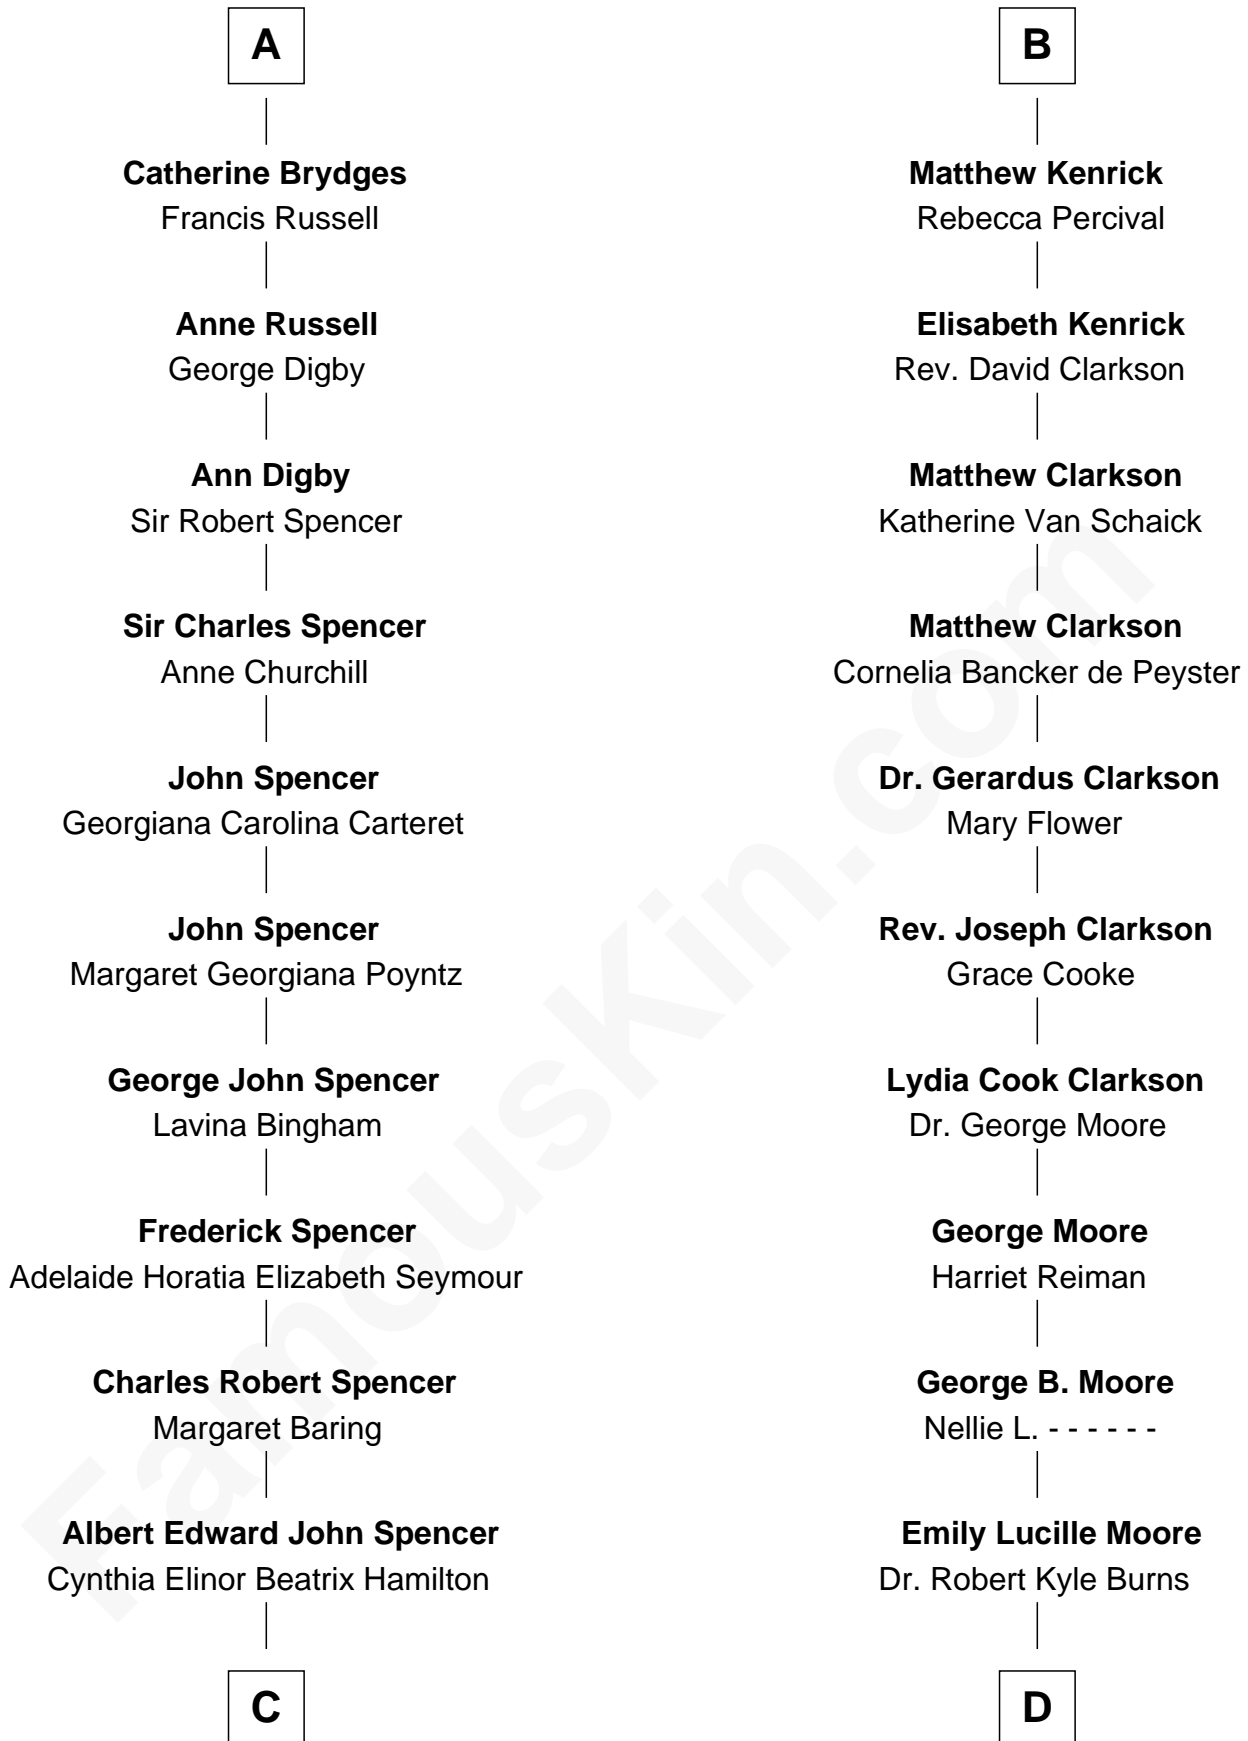 A
Catherine Brydges
Francis Russell
Anne Russell
George Digby
Ann Digby
Sir Robert Spencer
Sir Charles Spencer
Anne Churchill
John Spencer
Georgiana Carolina Carteret
John Spencer
Margaret Georgiana Poyntz
George John Spencer
Lavina Bingham
Frederick Spencer
Adelaide Horatia Elizabeth Seymour
Charles Robert Spencer
Margaret Baring
Albert Edward John Spencer
Cynthia Elinor Beatrix Hamilton
C
B
Matthew Kenrick
Rebecca Percival
Elisabeth Kenrick
Rev. David Clarkson
Matthew Clarkson
Katherine Van Schaick
Matthew Clarkson
Cornelia Bancker de Peyster
Dr. Gerardus Clarkson
Mary Flower
Rev. Joseph Clarkson
Grace Cooke
Lydia Cook Clarkson
Dr. George Moore
George Moore
Harriet Reiman
George B. Moore
Nellie L. - - - - - -
Emily Lucille Moore
Dr. Robert Kyle Burns
D
FamousKin.com